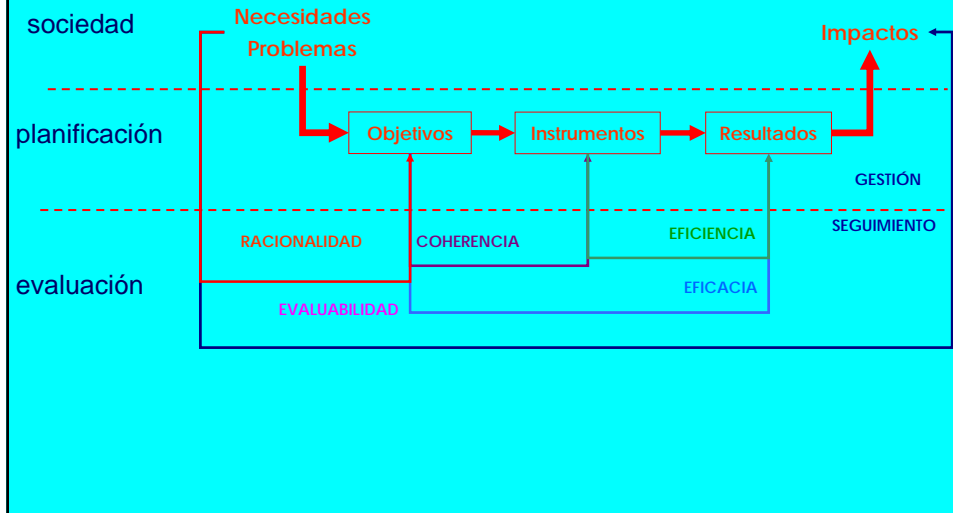 sociedad
Necesidades
Problemas
Impactos
planificación
Objetivos
Instrumentos
Resultados
GESTIÓN
SEGUIMIENTO
RACIONALIDAD
COHERENCIA
EFICIENCIA
evaluación
EFICACIA
EVALUABILIDAD